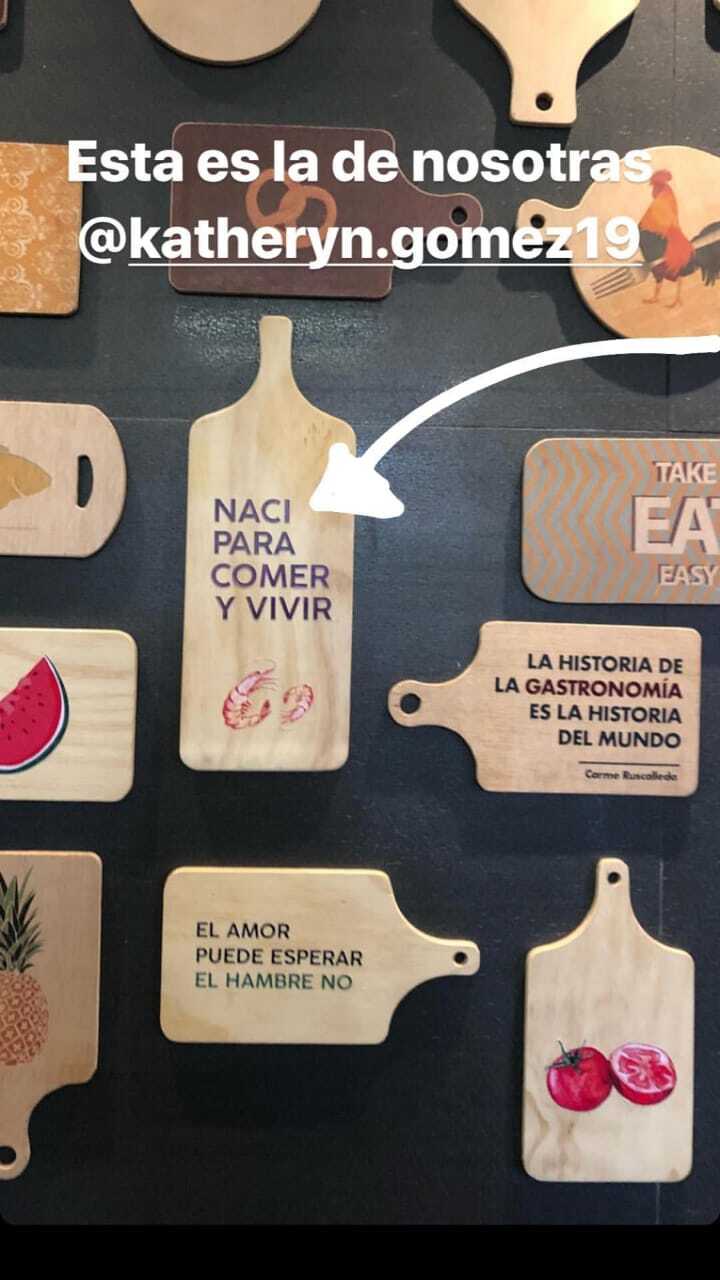 Esta es la de nosotras
@katheryn.gomez19
NACI
PARA
COMER
Y VIVIR
TAKE
EAT
EASY
LA HISTORIA DE
LA GASTRONOMÍA
ES LA HISTORIA
DEL MUNDO
Carme Ruscalleda
EL AMOR
PUEDE ESPERAR
EL HAMBRE NO